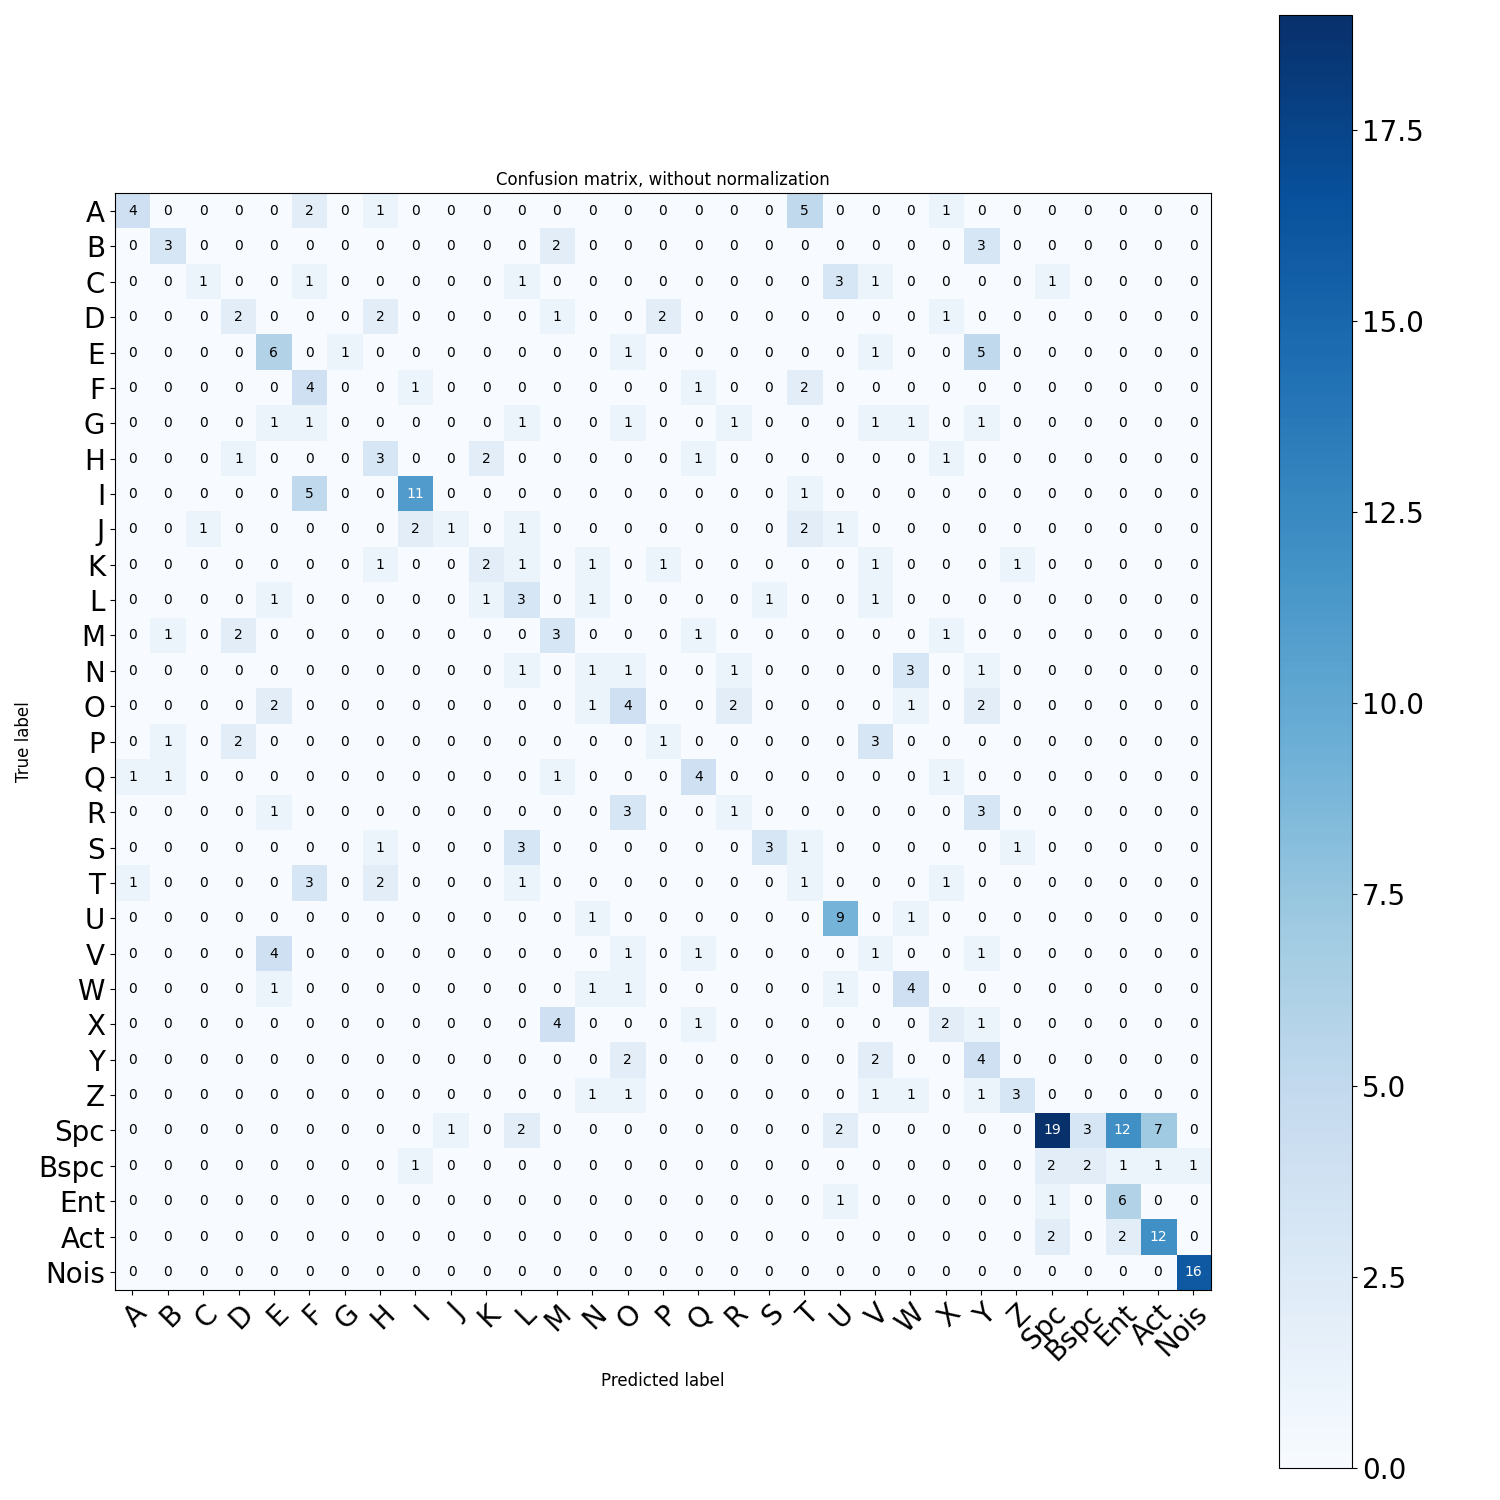 Confusion matrix, without normalization
True label
A 4 0 0 0 0 2 0 1 0 0 0 0 0 0 0 0 0 0 0 5 0 0 0 1 0 0 0 0 0 0 0
B 0 3 0 0 0 0 0 0 0 0 0 0 2 0 0 0 0 0 0 0 0 0 0 0 3 0 0 0 0 0 0
C 0 0 1 0 0 1 0 0 0 0 0 1 0 0 0 0 0 0 0 0 3 1 0 0 0 0 1 0 0 0 0
D 0 0 0 2 0 0 0 2 0 0 0 0 1 0 0 2 0 0 0 0 0 0 0 1 0 0 0 0 0 0 0
E 0 0 0 0 6 0 1 0 0 0 0 0 0 0 1 0 0 0 0 0 0 1 0 0 5 0 0 0 0 0 0
F 0 0 0 0 0 4 0 0 1 0 0 0 0 0 0 0 1 0 0 2 0 0 0 0 0 0 0 0 0 0 0
G 0 0 0 0 1 1 0 0 0 0 0 1 0 0 1 0 0 1 0 0 0 1 1 0 1 0 0 0 0 0 0
H 0 0 0 1 0 0 0 3 0 0 2 0 0 0 0 0 1 0 0 0 0 0 0 1 0 0 0 0 0 0 0
I 0 0 0 0 0 5 0 0 11 0 0 0 0 0 0 0 0 0 0 1 0 0 0 0 0 0 0 0 0 0 0
J 0 0 1 0 0 0 0 0 2 1 0 1 0 0 0 0 0 0 0 2 1 0 0 0 0 0 0 0 0 0 0
K 0 0 0 0 0 0 0 1 0 0 2 1 0 1 0 1 0 0 0 0 0 1 0 0 0 1 0 0 0 0 0
L 0 0 0 0 1 0 0 0 0 0 1 3 0 1 0 0 0 0 1 0 0 1 0 0 0 0 0 0 0 0 0
M 0 1 0 2 0 0 0 0 0 0 0 0 3 0 0 0 1 0 0 0 0 0 0 1 0 0 0 0 0 0 0
N 0 0 0 0 0 0 0 0 0 0 0 1 0 1 1 0 0 1 0 0 0 0 3 0 1 0 0 0 0 0 0
O 0 0 0 0 2 0 0 0 0 0 0 0 0 1 4 0 0 2 0 0 0 0 1 0 2 0 0 0 0 0 0
P 0 1 0 2 0 0 0 0 0 0 0 0 0 0 0 1 0 0 0 0 0 3 0 0 0 0 0 0 0 0 0
Q 1 1 0 0 0 0 0 0 0 0 0 0 1 0 0 0 4 0 0 0 0 0 0 1 0 0 0 0 0 0 0
R 0 0 0 0 1 0 0 0 0 0 0 0 0 0 3 0 0 1 0 0 0 0 0 0 3 0 0 0 0 0 0
S 0 0 0 0 0 0 0 1 0 0 0 3 0 0 0 0 0 0 3 1 0 0 0 0 0 1 0 0 0 0 0
T 1 0 0 0 0 3 0 2 0 0 0 1 0 0 0 0 0 0 0 1 0 0 0 1 0 0 0 0 0 0 0
U 0 0 0 0 0 0 0 0 0 0 0 0 0 1 0 0 0 0 0 0 9 0 1 0 0 0 0 0 0 0 0
V 0 0 0 0 4 0 0 0 0 0 0 0 0 0 1 0 1 0 0 0 0 1 0 0 1 0 0 0 0 0 0
W 0 0 0 0 1 0 0 0 0 0 0 0 0 1 1 0 0 0 0 0 1 0 4 0 0 0 0 0 0 0 0
X 0 0 0 0 0 0 0 0 0 0 0 0 4 0 0 0 1 0 0 0 0 0 0 2 1 0 0 0 0 0 0
Y 0 0 0 0 0 0 0 0 0 0 0 0 0 0 2 0 0 0 0 0 0 2 0 0 4 0 0 0 0 0 0
Z 0 0 0 0 0 0 0 0 0 0 0 0 0 1 1 0 0 0 0 0 0 1 1 0 1 3 0 0 0 0 0
Spc 0 0 0 0 0 0 0 0 0 1 0 2 0 0 0 0 0 0 0 0 2 0 0 0 0 0 19 3 12 7 0
Bspc 0 0 0 0 0 0 0 0 1 0 0 0 0 0 0 0 0 0 0 0 0 0 0 0 0 0 2 2 1 1 1
Ent 0 0 0 0 0 0 0 0 0 0 0 0 0 0 0 0 0 0 0 0 1 0 0 0 0 0 1 0 6 0 0
Act 0 0 0 0 0 0 0 0 0 0 0 0 0 0 0 0 0 0 0 0 0 0 0 0 0 0 2 0 2 12 0
Nois 0 0 0 0 0 0 0 0 0 0 0 0 0 0 0 0 0 0 0 0 0 0 0 0 0 0 0 0 0 0 16
A B C D E F G H I J K L M N O P Q R S T U V W X Y Z Spc Bspc Ent Act Nois
Predicted label
17.5
15.0
12.5
10.0
7.5
5.0
2.5
0.0